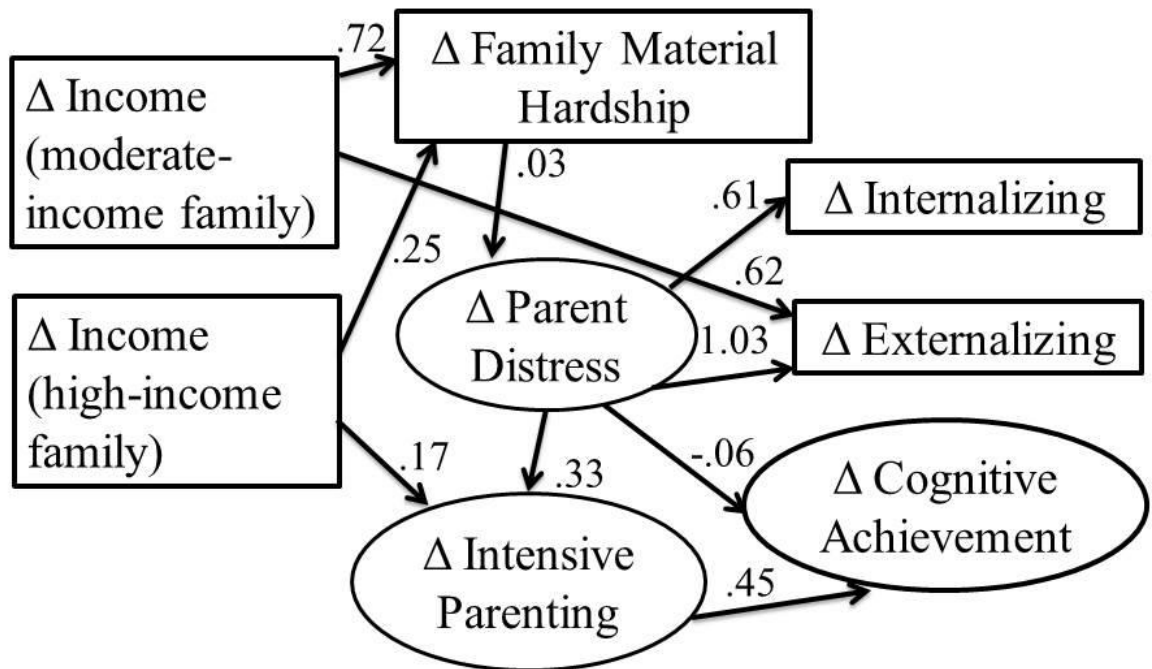 Δ Income
(moderate-
income family)
.72
Δ Family Material
Hardship
.03
.25
Δ Income
(high-income
family)
.17
Δ Parent
Distress
.61
Δ Internalizing
.62
1.03
Δ Externalizing
-.06
.33
Δ Cognitive
Achievement
Δ Intensive
Parenting
.45